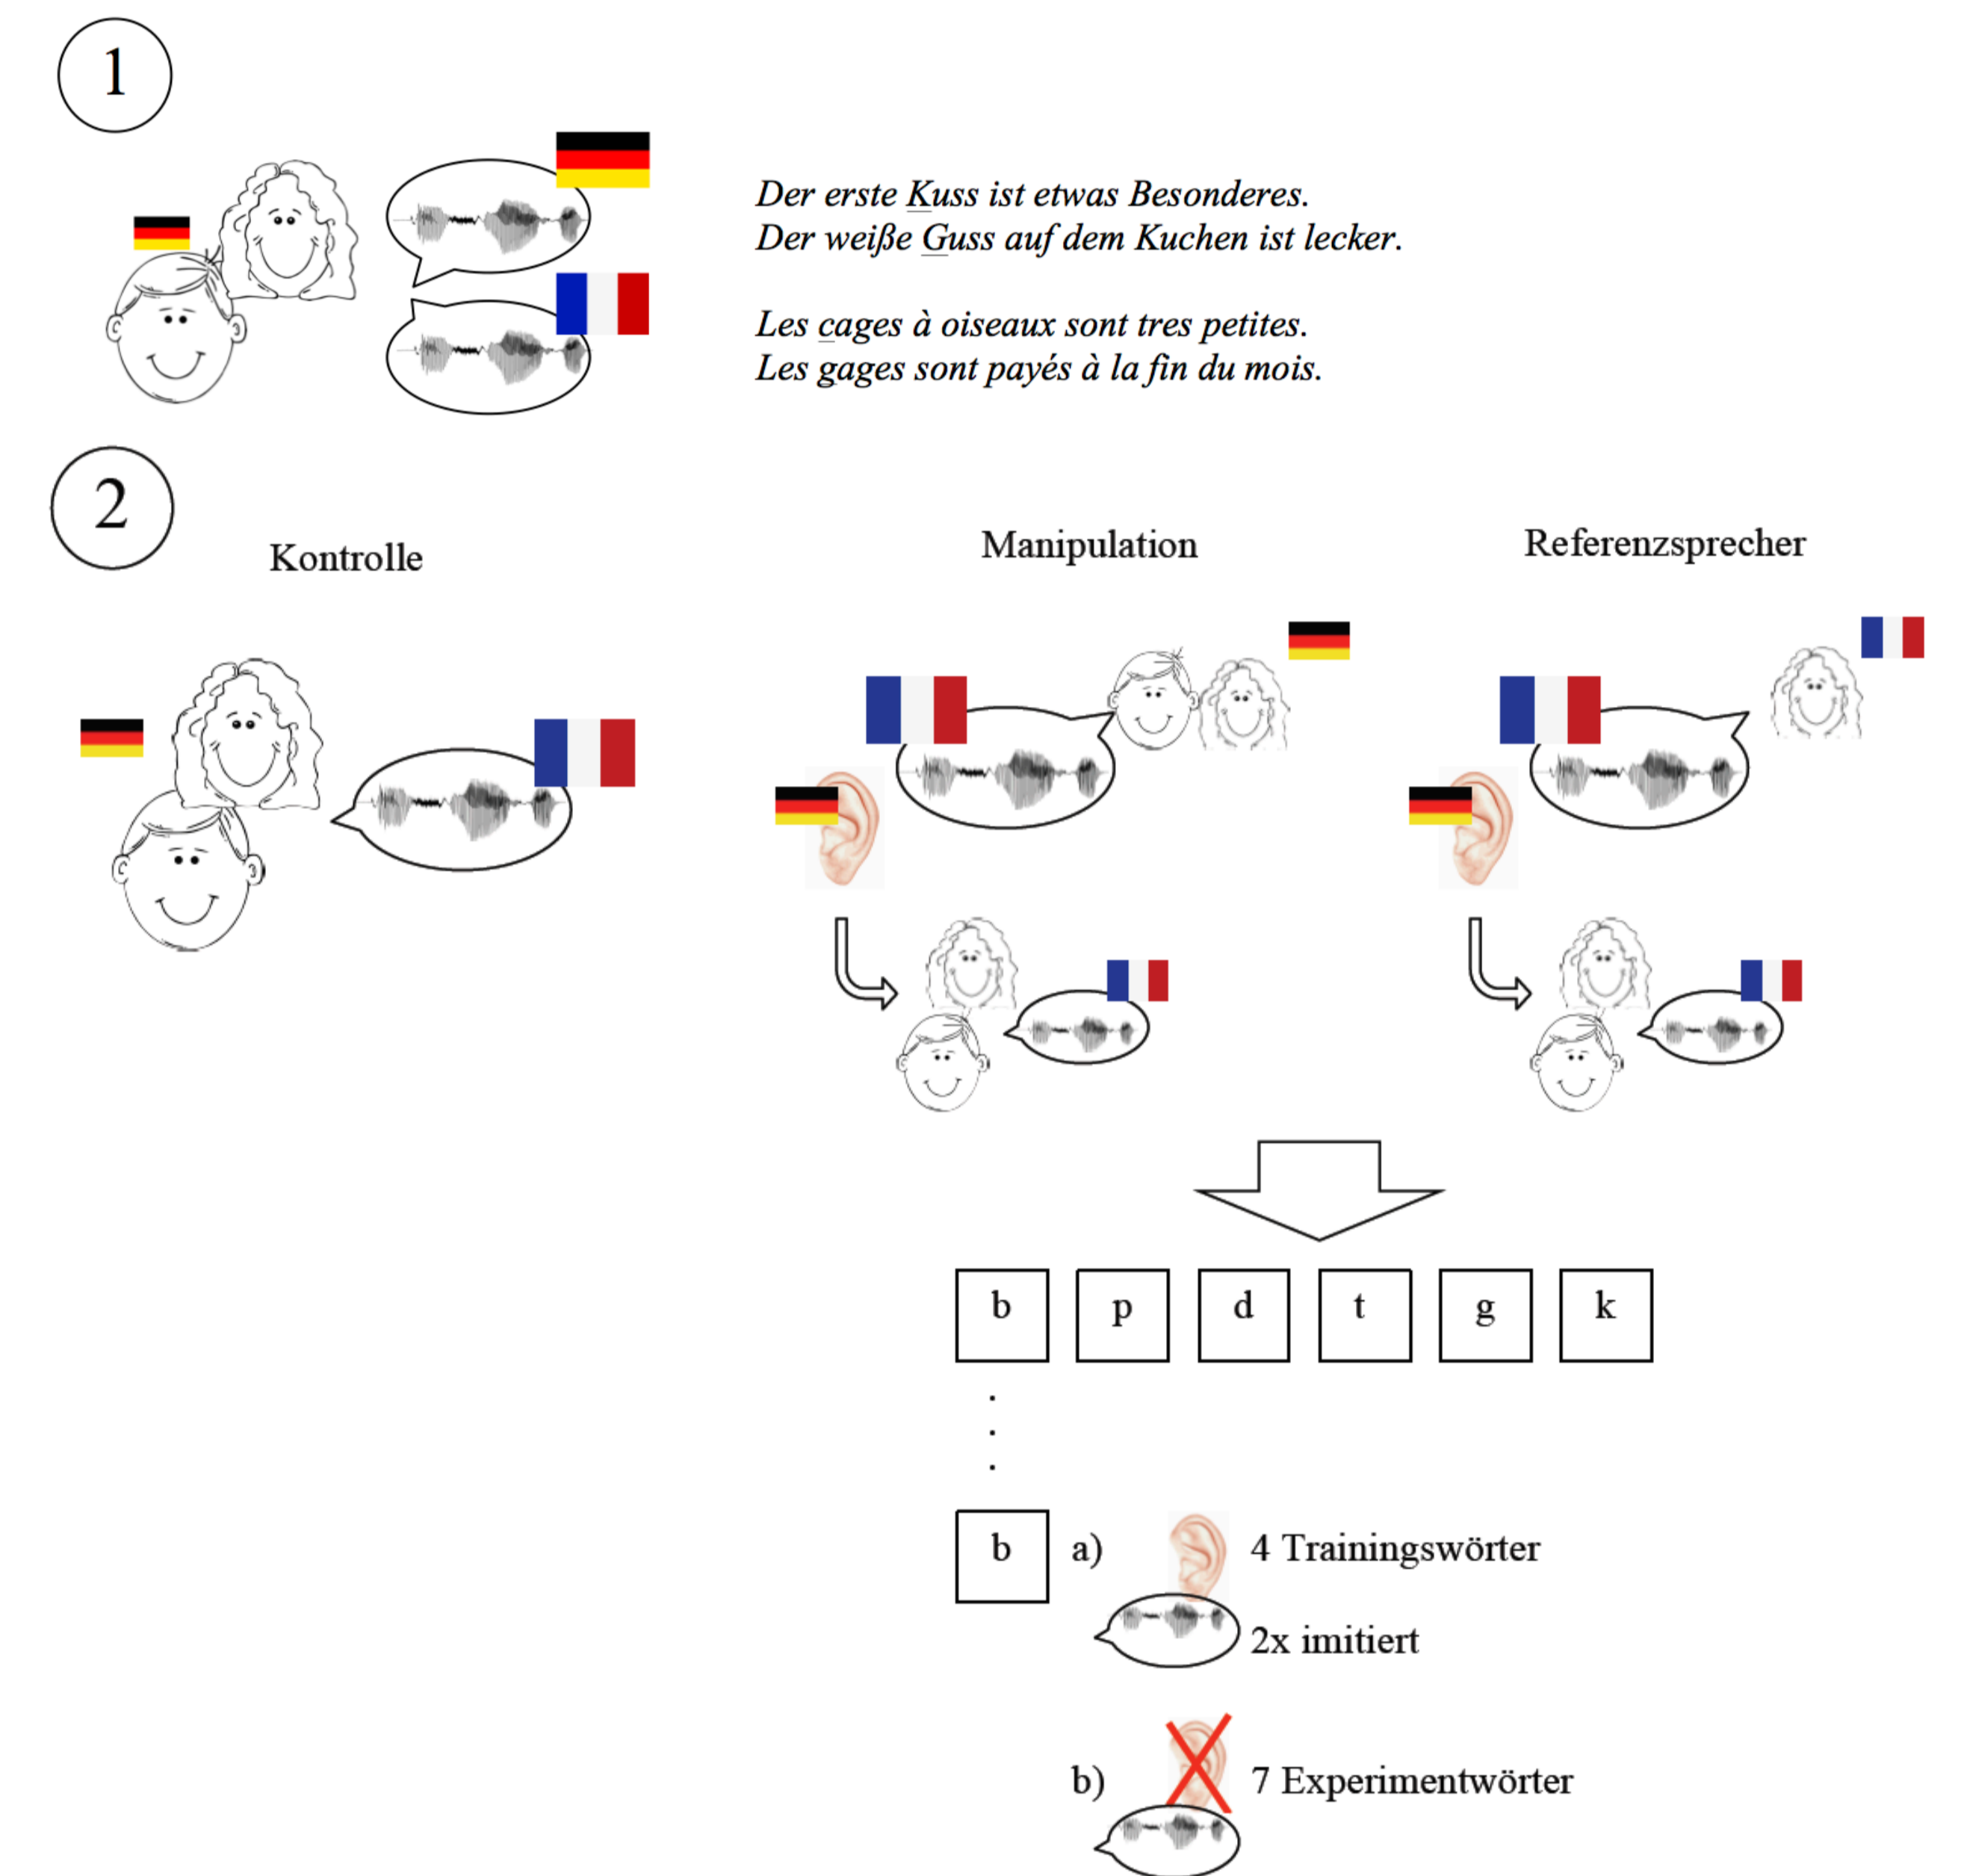 1
Der erste Kuss ist etwas Besonderes.
Der weiße Guss auf dem Kuchen ist lecker.
Les cages à oiseaux sont tres petites.
Les gages sont payés à la fin du mois.
2
Kontrolle
Manipulation
Referenzsprecher
b p d t g k
.
.
.
b a) 4 Trainingswörter
2x imitiert
b) 7 Experimentwörter